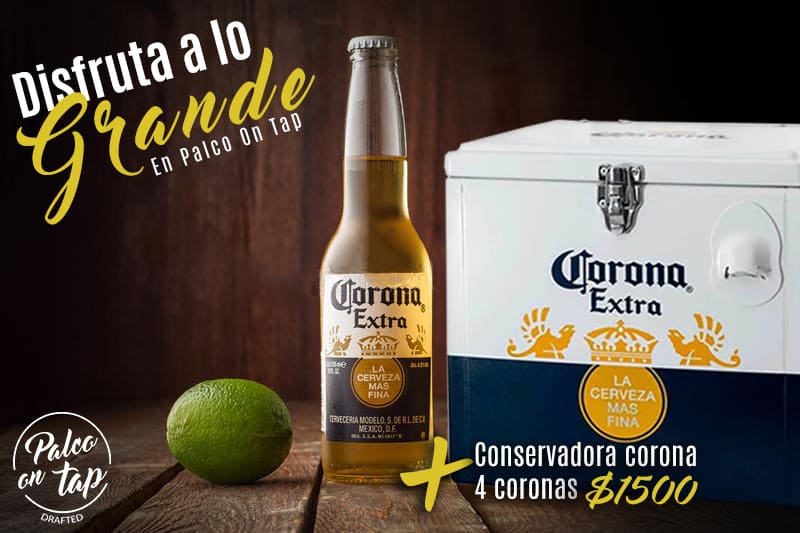 Disfruta a lo
Grande
En Palco On Tap
Corona
Extra
LA
CERVEZA
MAS
FINA
CERVECERIA MODELO, S. DE R.L. DE C.V.
MEXICO, D.F.
Corona
Extra
LA
CERVEZA
MAS
FINA
Palco
on tap
DRAFTED
+ Conservadora corona
4 coronas $1500